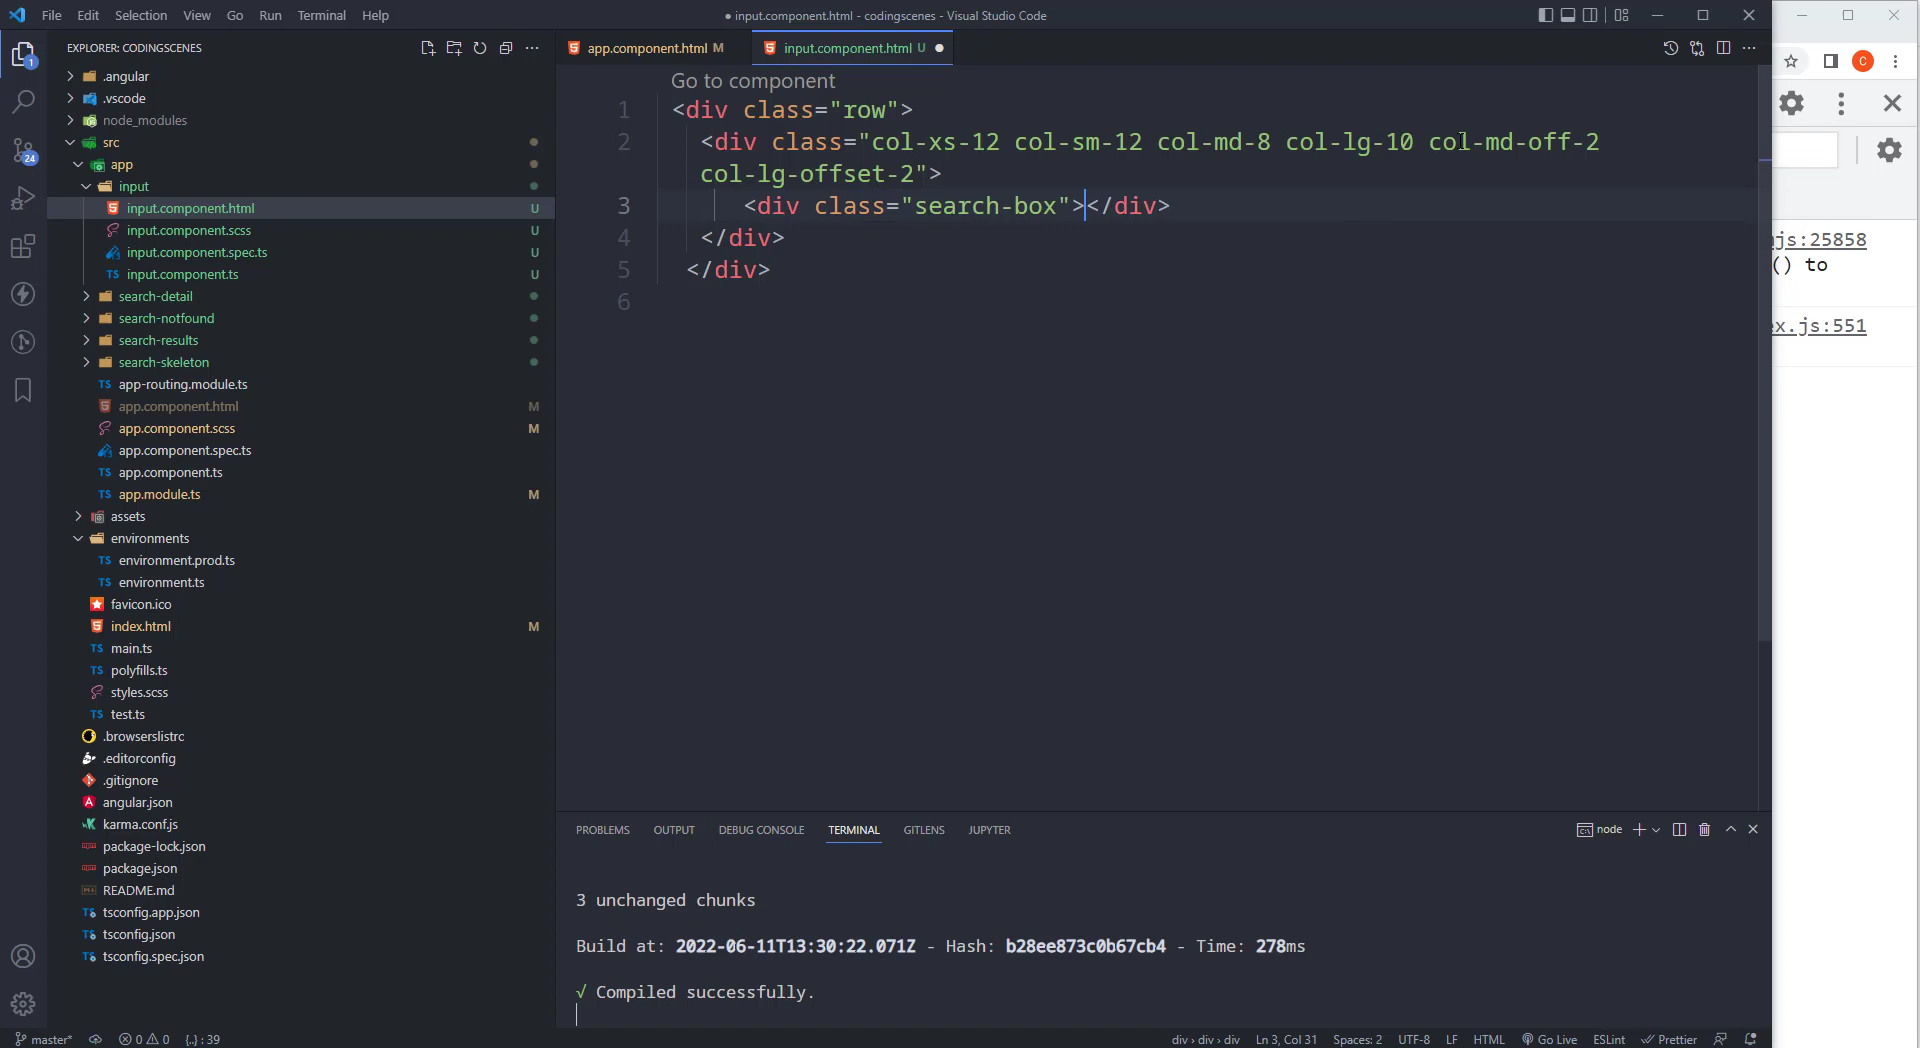 File Edit Selection View Go Run Terminal Help
● input.component.html - codingscenes - Visual Studio Code
EXPLORER: CODINGSCENES
app.component.html M
input.component.html U
.angular
.vscode
node_modules
src
app
input
input.component.html U
input.component.scss U
input.component.spec.ts U
input.component.ts U
search-detail
search-notfound
search-results
search-skeleton
app-routing.module.ts
app.component.html M
app.component.scss M
app.component.spec.ts
app.component.ts
app.module.ts M
assets
environments
environment.prod.ts
environment.ts
favicon.ico
index.html M
main.ts
polyfills.ts
styles.scss
test.ts
.browserslistrc
.editorconfig
.gitignore
angular.json
karma.conf.js
package-lock.json
package.json
README.md
tsconfig.app.json
tsconfig.json
tsconfig.spec.json
1
24
Go to component
1 <div class="row">
2 <div class="col-xs-12 col-sm-12 col-md-8 col-lg-10 col-md-off-2
col-lg-offset-2">
3 <div class="search-box"></div>
4 </div>
5 </div>
6
PROBLEMS OUTPUT DEBUG CONSOLE TERMINAL GITLENS JUPYTER
node
3 unchanged chunks
Build at: 2022-06-11T13:30:22.071Z - Hash: b28ee873c0b67cb4 - Time: 278ms
√ Compiled successfully.
C
js:25858
() to
ex.js:551
master* 0 0 {..} : 39
div › div › div Ln 3, Col 31 Spaces: 2 UTF-8 LF HTML Go Live ESLint Prettier